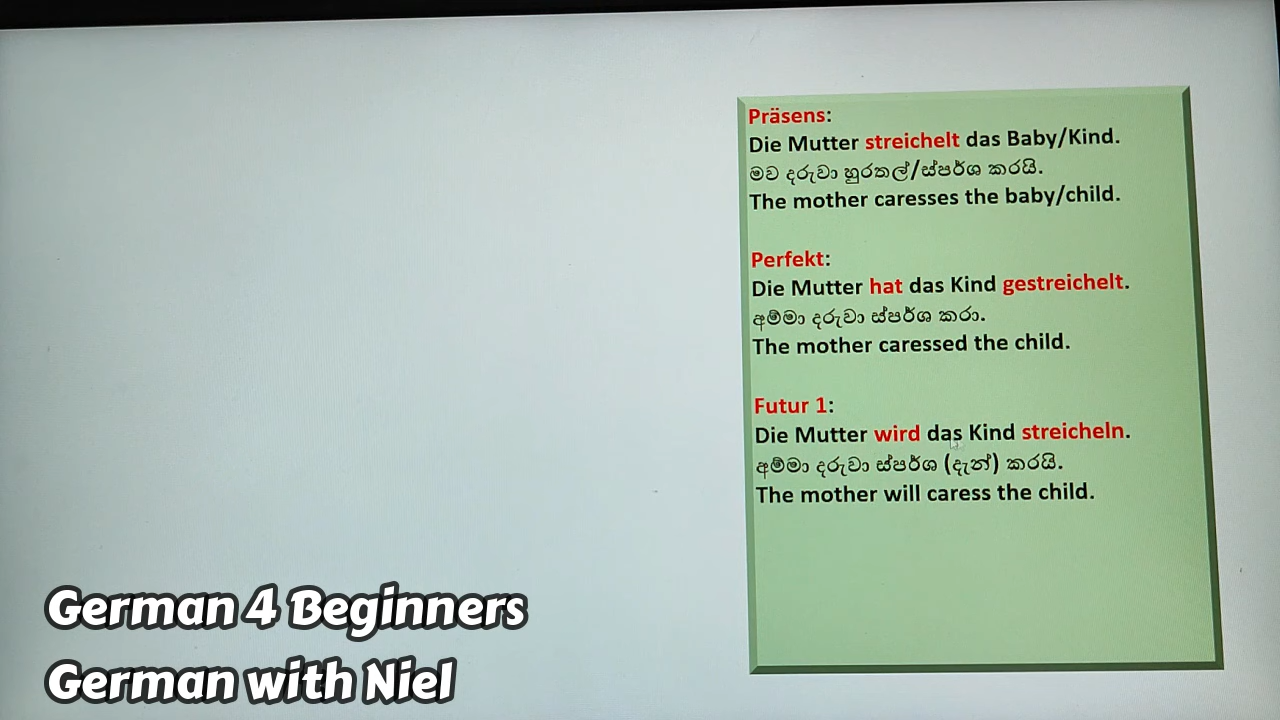 Präsens:
Die Mutter streichelt das Baby/Kind.
මව දරුවා හුරතල්/ස්පර්ශ කරයි.
The mother caresses the baby/child.
Perfekt:
Die Mutter hat das Kind gestreichelt.
අම්මා දරුවා ස්පර්ශ කරා.
The mother caressed the child.
Futur 1:
Die Mutter wird das Kind streicheln.
අම්මා දරුවා ස්පර්ශ (දැන්) කරයි.
The mother will caress the child.
German 4 Beginners
German with Niel